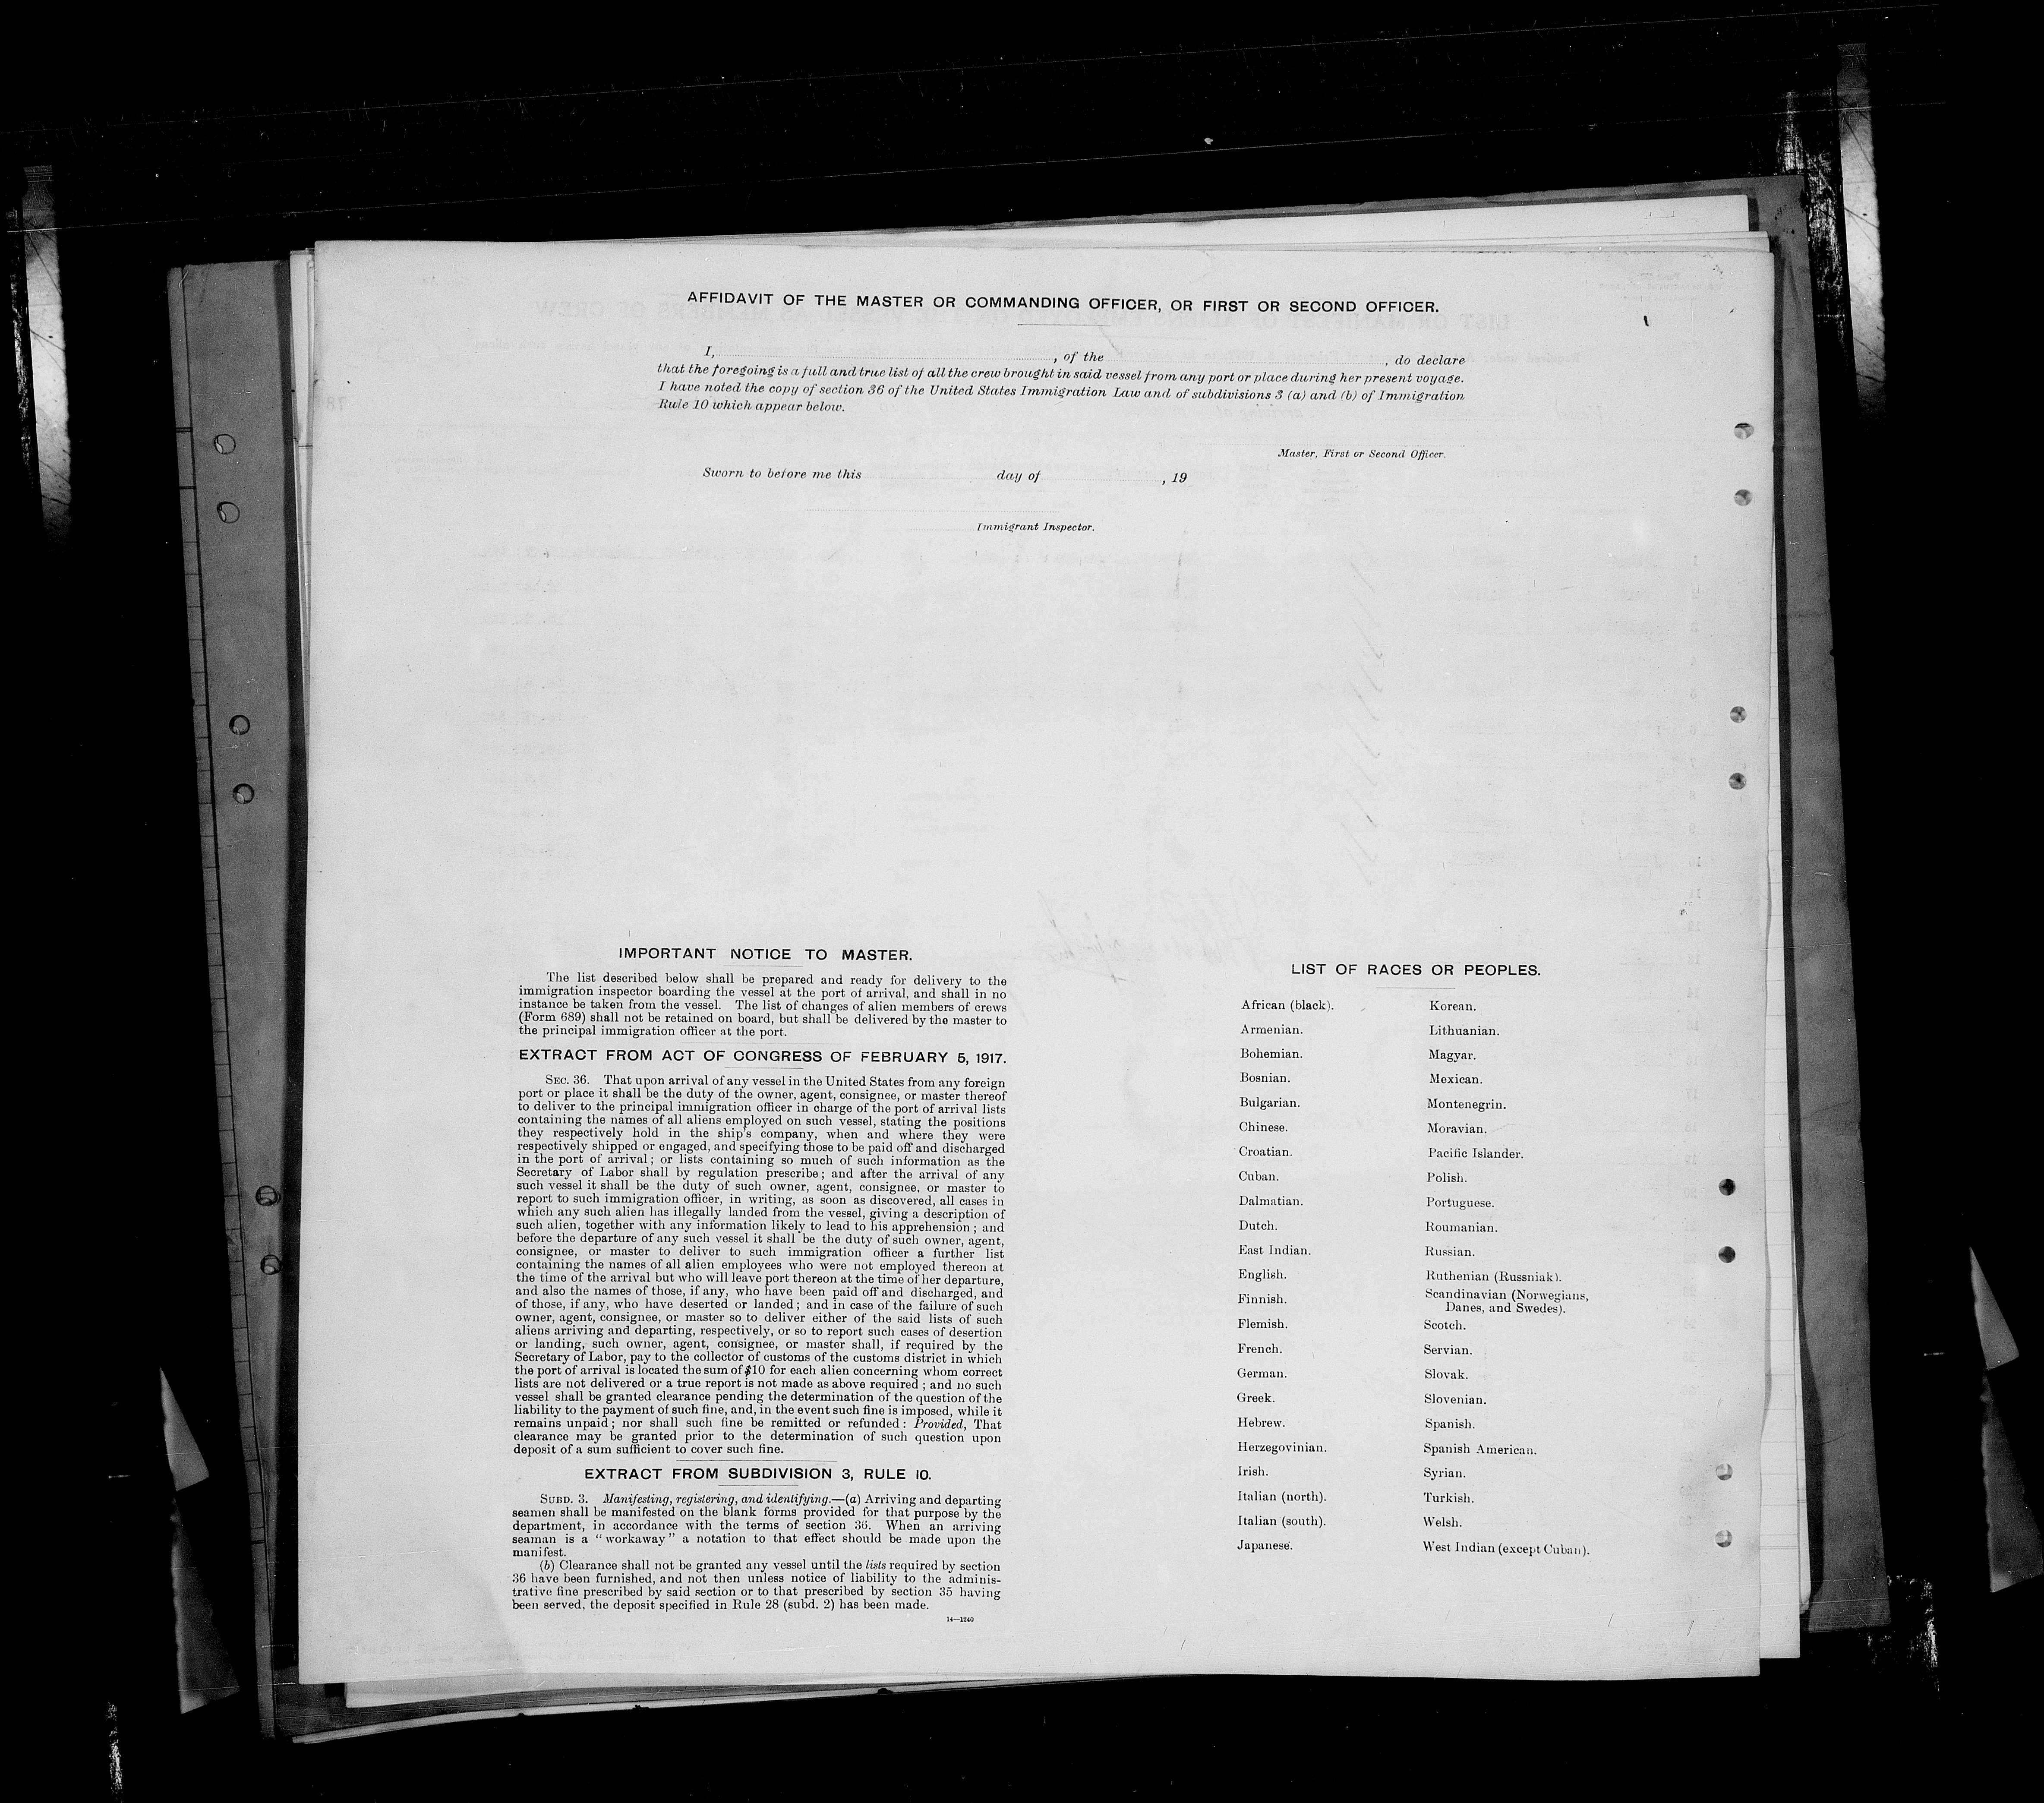 AFFIDAVIT OF THE MASTER OR COMMANDING OFFICER, OR FIRST OR SECOND OFFICER.
I, , of the , do declare
that the foregoing is a full and true list of all the crew brought in said vessel from any port or place during her present voyage.
I have noted the copy of section 36 of the United States Immigration Law and of subdivisions 3 (a) and (b) of Immigration
Rule 10 which appear below.
Master, First or Second Officer.
Sworn to before me this day of , 19
Immigrant Inspector.
IMPORTANT NOTICE TO MASTER.
The list described below shall be prepared and ready for delivery to the
immigration inspector boarding the vessel at the port of arrival, and shall in no
instance be taken from the vessel. The list of changes of alien members of crews
(Form 689) shall not be retained on board, but shall be delivered by the master to
the principal immigration officer at the port.
EXTRACT FROM ACT OF CONGRESS OF FEBRUARY 5, 1917.
SEC. 36. That upon arrival of any vessel in the United States from any foreign
port or place it shall be the duty of the owner, agent, consignee, or master thereof
to deliver to the principal immigration officer in charge of the port of arrival lists
containing the names of all aliens employed on such vessel, stating the positions
they respectively hold in the ship's company, when and where they were
respectively shipped or engaged, and specifying those to be paid off and discharged
in the port of arrival; or lists containing so much of such information as the
Secretary of Labor shall by regulation prescribe; and after the arrival of any
such vessel it shall be the duty of such owner, agent, consignee, or master to
report to such immigration officer, in writing, as soon as discovered, all cases in
which any such alien has illegally landed from the vessel, giving a description of
such alien, together with any information likely to lead to his apprehension; and
before the departure of any such vessel it shall be the duty of such owner, agent,
consignee, or master to deliver to such immigration officer a further list
containing the names of all alien employees who were not employed thereon at
the time of the arrival but who will leave port thereon at the time of her departure,
and also the names of those, if any, who have been paid off and discharged, and
of those, if any, who have deserted or landed; and in case of the failure of such
owner, agent, consignee, or master so to deliver either of the said lists of such
aliens arriving and departing, respectively, or so to report such cases of desertion
or landing, such owner, agent, consignee, or master shall, if required by the
Secretary of Labor, pay to the collector of customs of the customs district in which
the port of arrival is located the sum of $10 for each alien concerning whom correct
lists are not delivered or a true report is not made as above required; and no such
vessel shall be granted clearance pending the determination of the question of the
liability to the payment of such fine, and, in the event such fine is imposed, while it
remains unpaid; nor shall such fine be remitted or refunded: Provided, That
clearance may be granted prior to the determination of such question upon
deposit of a sum sufficient to cover such fine.
EXTRACT FROM SUBDIVISION 3, RULE 10.
SUBD. 3. Manifesting, registering, and identifying.—(a) Arriving and departing
seamen shall be manifested on the blank forms provided for that purpose by the
department, in accordance with the terms of section 36. When an arriving
seaman is a "workaway" a notation to that effect should be made upon the
manifest.
(b) Clearance shall not be granted any vessel until the lists required by section
36 have been furnished, and not then unless notice of liability to the adminis-
trative fine prescribed by said section or to that prescribed by section 35 having
been served, the deposit specified in Rule 28 (subd. 2) has been made.
14—1240
LIST OF RACES OR PEOPLES.
African (black).
Armenian.
Bohemian.
Bosnian.
Bulgarian.
Chinese.
Croatian.
Cuban.
Dalmatian.
Dutch.
East Indian.
English.
Finnish.
Flemish.
French.
German.
Greek.
Hebrew.
Herzegovinian.
Irish.
Italian (north).
Italian (south).
Japanese.
Korean.
Lithuanian.
Magyar.
Mexican.
Montenegrin.
Moravian.
Pacific Islander.
Polish.
Portuguese.
Roumanian.
Russian.
Ruthenian (Russniak).
Scandinavian (Norwegians,
Danes, and Swedes).
Scotch.
Servian.
Slovak.
Slovenian.
Spanish.
Spanish American.
Syrian.
Turkish.
Welsh.
West Indian (except Cuban).